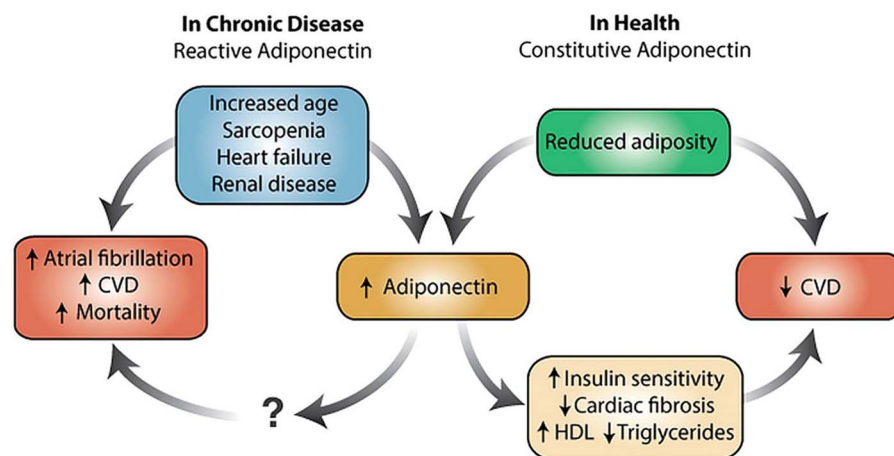 In Chronic Disease
Reactive Adiponectin
In Health
Constitutive Adiponectin
Increased age
Sarcopenia
Heart failure
Renal disease
Reduced adiposity
↑ Atrial fibrillation
↑ CVD
↑ Mortality
↑ Adiponectin
↓ CVD
?
↑ Insulin sensitivity
↓ Cardiac fibrosis
↑ HDL ↓ Triglycerides